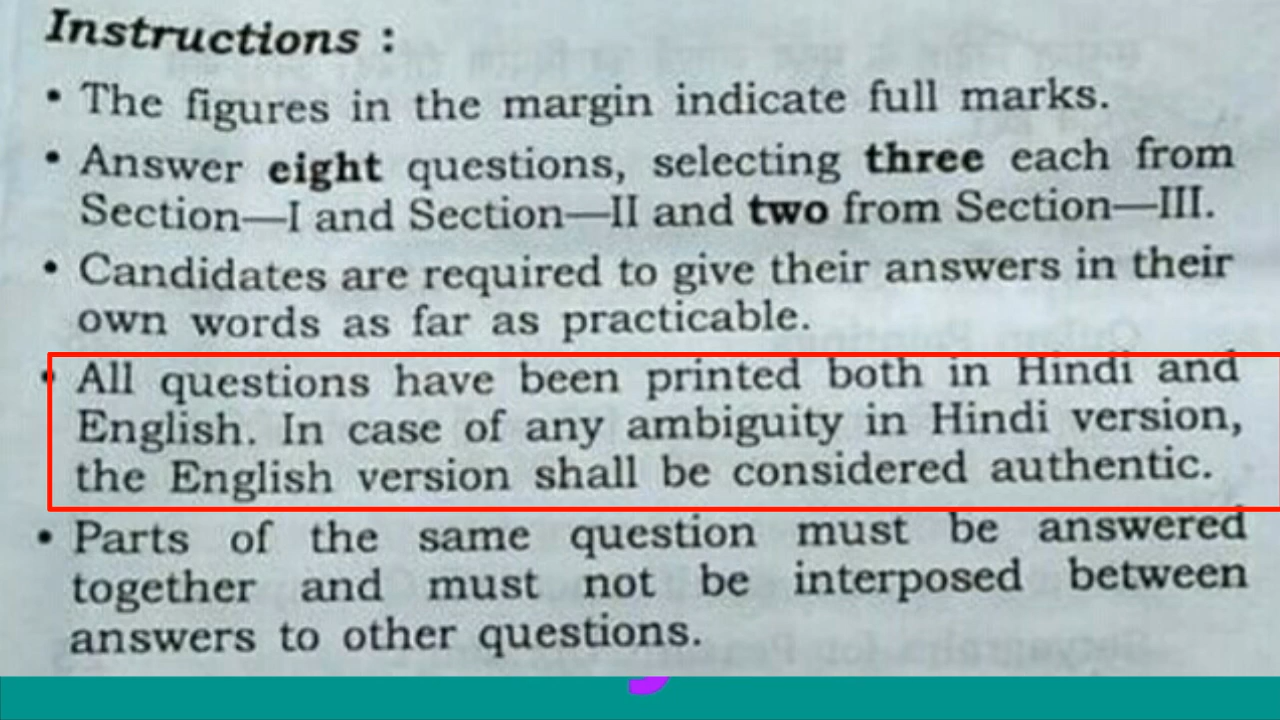 Instructions :
• The figures in the margin indicate full marks.
• Answer eight questions, selecting three each from
Section—I and Section—II and two from Section—III.
• Candidates are required to give their answers in their
own words as far as practicable.
• All questions have been printed both in Hindi and
English. In case of any ambiguity in Hindi version,
the English version shall be considered authentic.
• Parts of the same question must be answered
together and must not be interposed between
answers to other questions.